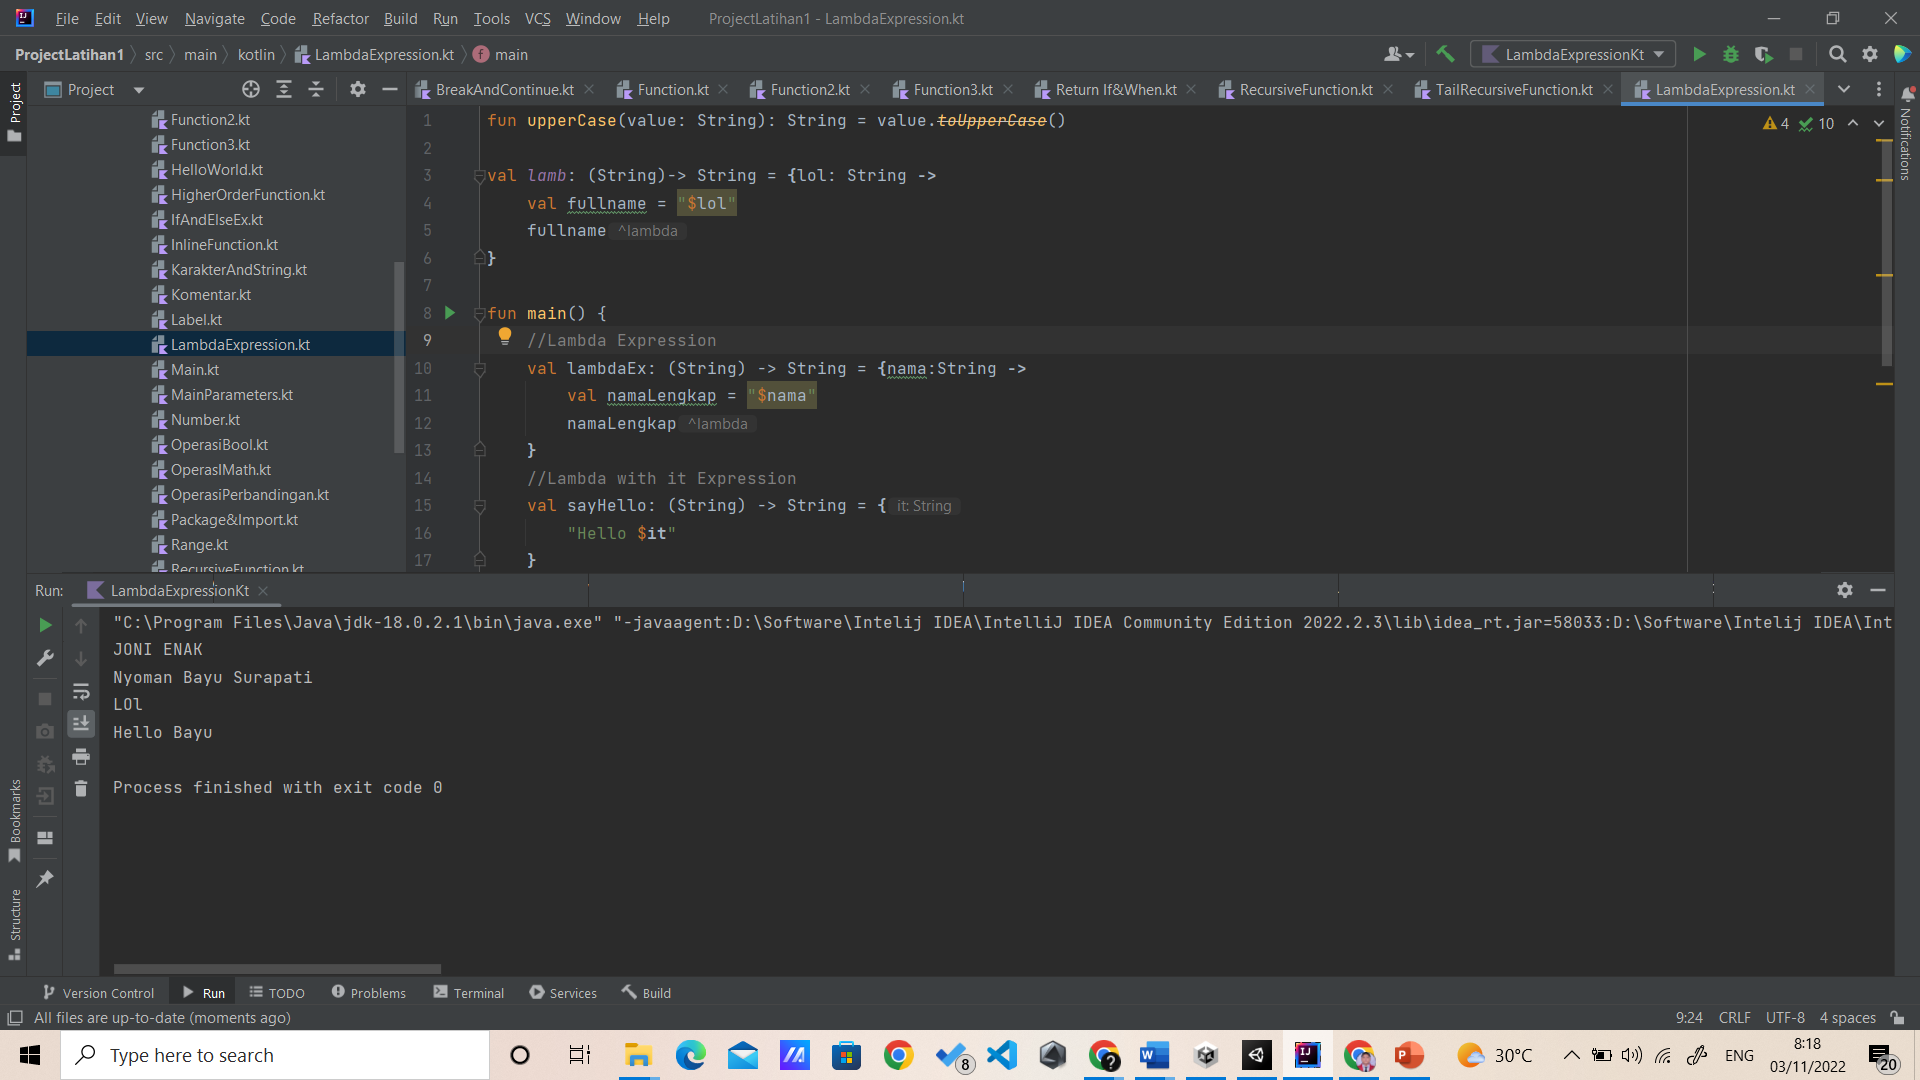 File Edit View Navigate Code Refactor Build Run Tools VCS Window Help ProjectLatihan1 - LambdaExpression.kt
ProjectLatihan1 src main kotlin LambdaExpression.kt main LambdaExpressionKt
Project
Project BreakAndContinue.kt Function.kt Function2.kt Function3.kt Return If&When.kt RecursiveFunction.kt TailRecursiveFunction.kt LambdaExpression.kt
Notifications
Function2.kt
Function3.kt
HelloWorld.kt
HigherOrderFunction.kt
IfAndElseEx.kt
InlineFunction.kt
KarakterAndString.kt
Komentar.kt
Label.kt
LambdaExpression.kt
Main.kt
MainParameters.kt
Number.kt
OperasiBool.kt
OperasIMath.kt
OperasiPerbandingan.kt
Package&Import.kt
Range.kt
RecursiveFunction.kt
4 10
1 fun upperCase(value: String): String = value.toUpperCase()
2
3 val lamb: (String)-> String = {lol: String ->
4 val fullname = "$lol"
5 fullname ^lambda
6 }
7
8 fun main() {
9 //Lambda Expression
10 val lambdaEx: (String) -> String = {nama:String ->
11 val namaLengkap = "$nama"
12 namaLengkap ^lambda
13 }
14 //Lambda with it Expression
15 val sayHello: (String) -> String = { it: String
16 "Hello $it"
17 }
Run: LambdaExpressionKt
"C:\Program Files\Java\jdk-18.0.2.1\bin\java.exe" "-javaagent:D:\Software\Intelij IDEA\IntelliJ IDEA Community Edition 2022.2.3\lib\idea_rt.jar=58033:D:\Software\Intelij IDEA\Int
JONI ENAK
Nyoman Bayu Surapati
LOl
Hello Bayu
Process finished with exit code 0
Bookmarks
Structure
Version Control Run TODO Problems Terminal Services Build
All files are up-to-date (moments ago) 9:24 CRLF UTF-8 4 spaces
Type here to search 8 30°C ENG 8:18
03/11/2022 20